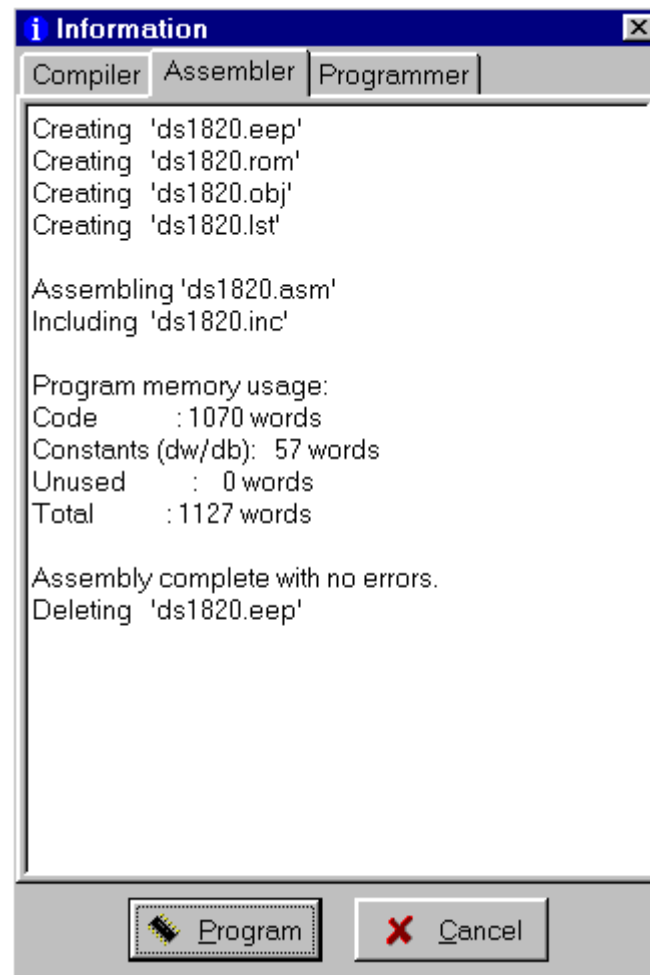 Information
Compiler Assembler Programmer
Creating 'ds1820.eep'
Creating 'ds1820.rom'
Creating 'ds1820.obj'
Creating 'ds1820.lst'
Assembling 'ds1820.asm'
Including 'ds1820.inc'
Program memory usage:
Code : 1070 words
Constants (dw/db): 57 words
Unused : 0 words
Total : 1127 words
Assembly complete with no errors.
Deleting 'ds1820.eep'
Program Cancel